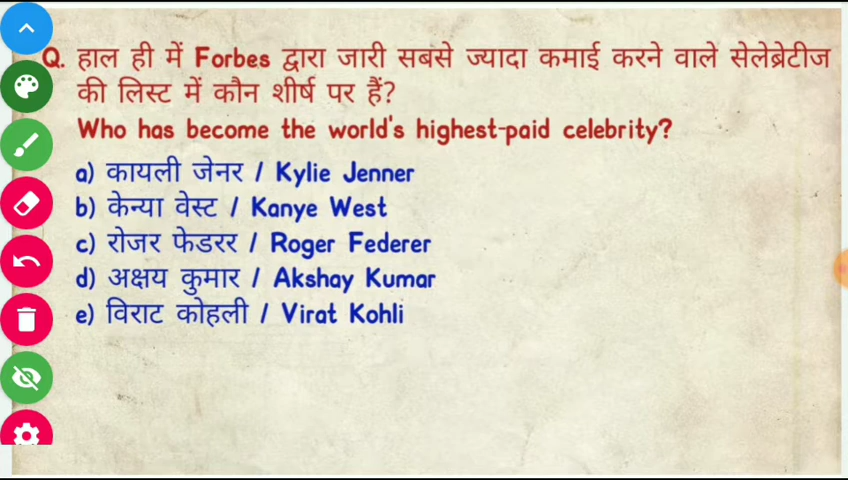 Q. हाल ही में Forbes द्वारा जारी सबसे ज्यादा कमाई करने वाले सेलेब्रेटीज
की लिस्ट में कौन शीर्ष पर हैं?
Who has become the world's highest-paid celebrity?
a) कायली जेनर / Kylie Jenner
b) केन्या वेस्ट / Kanye West
c) रोजर फेडरर / Roger Federer
d) अक्षय कुमार / Akshay Kumar
e) विराट कोहली / Virat Kohli